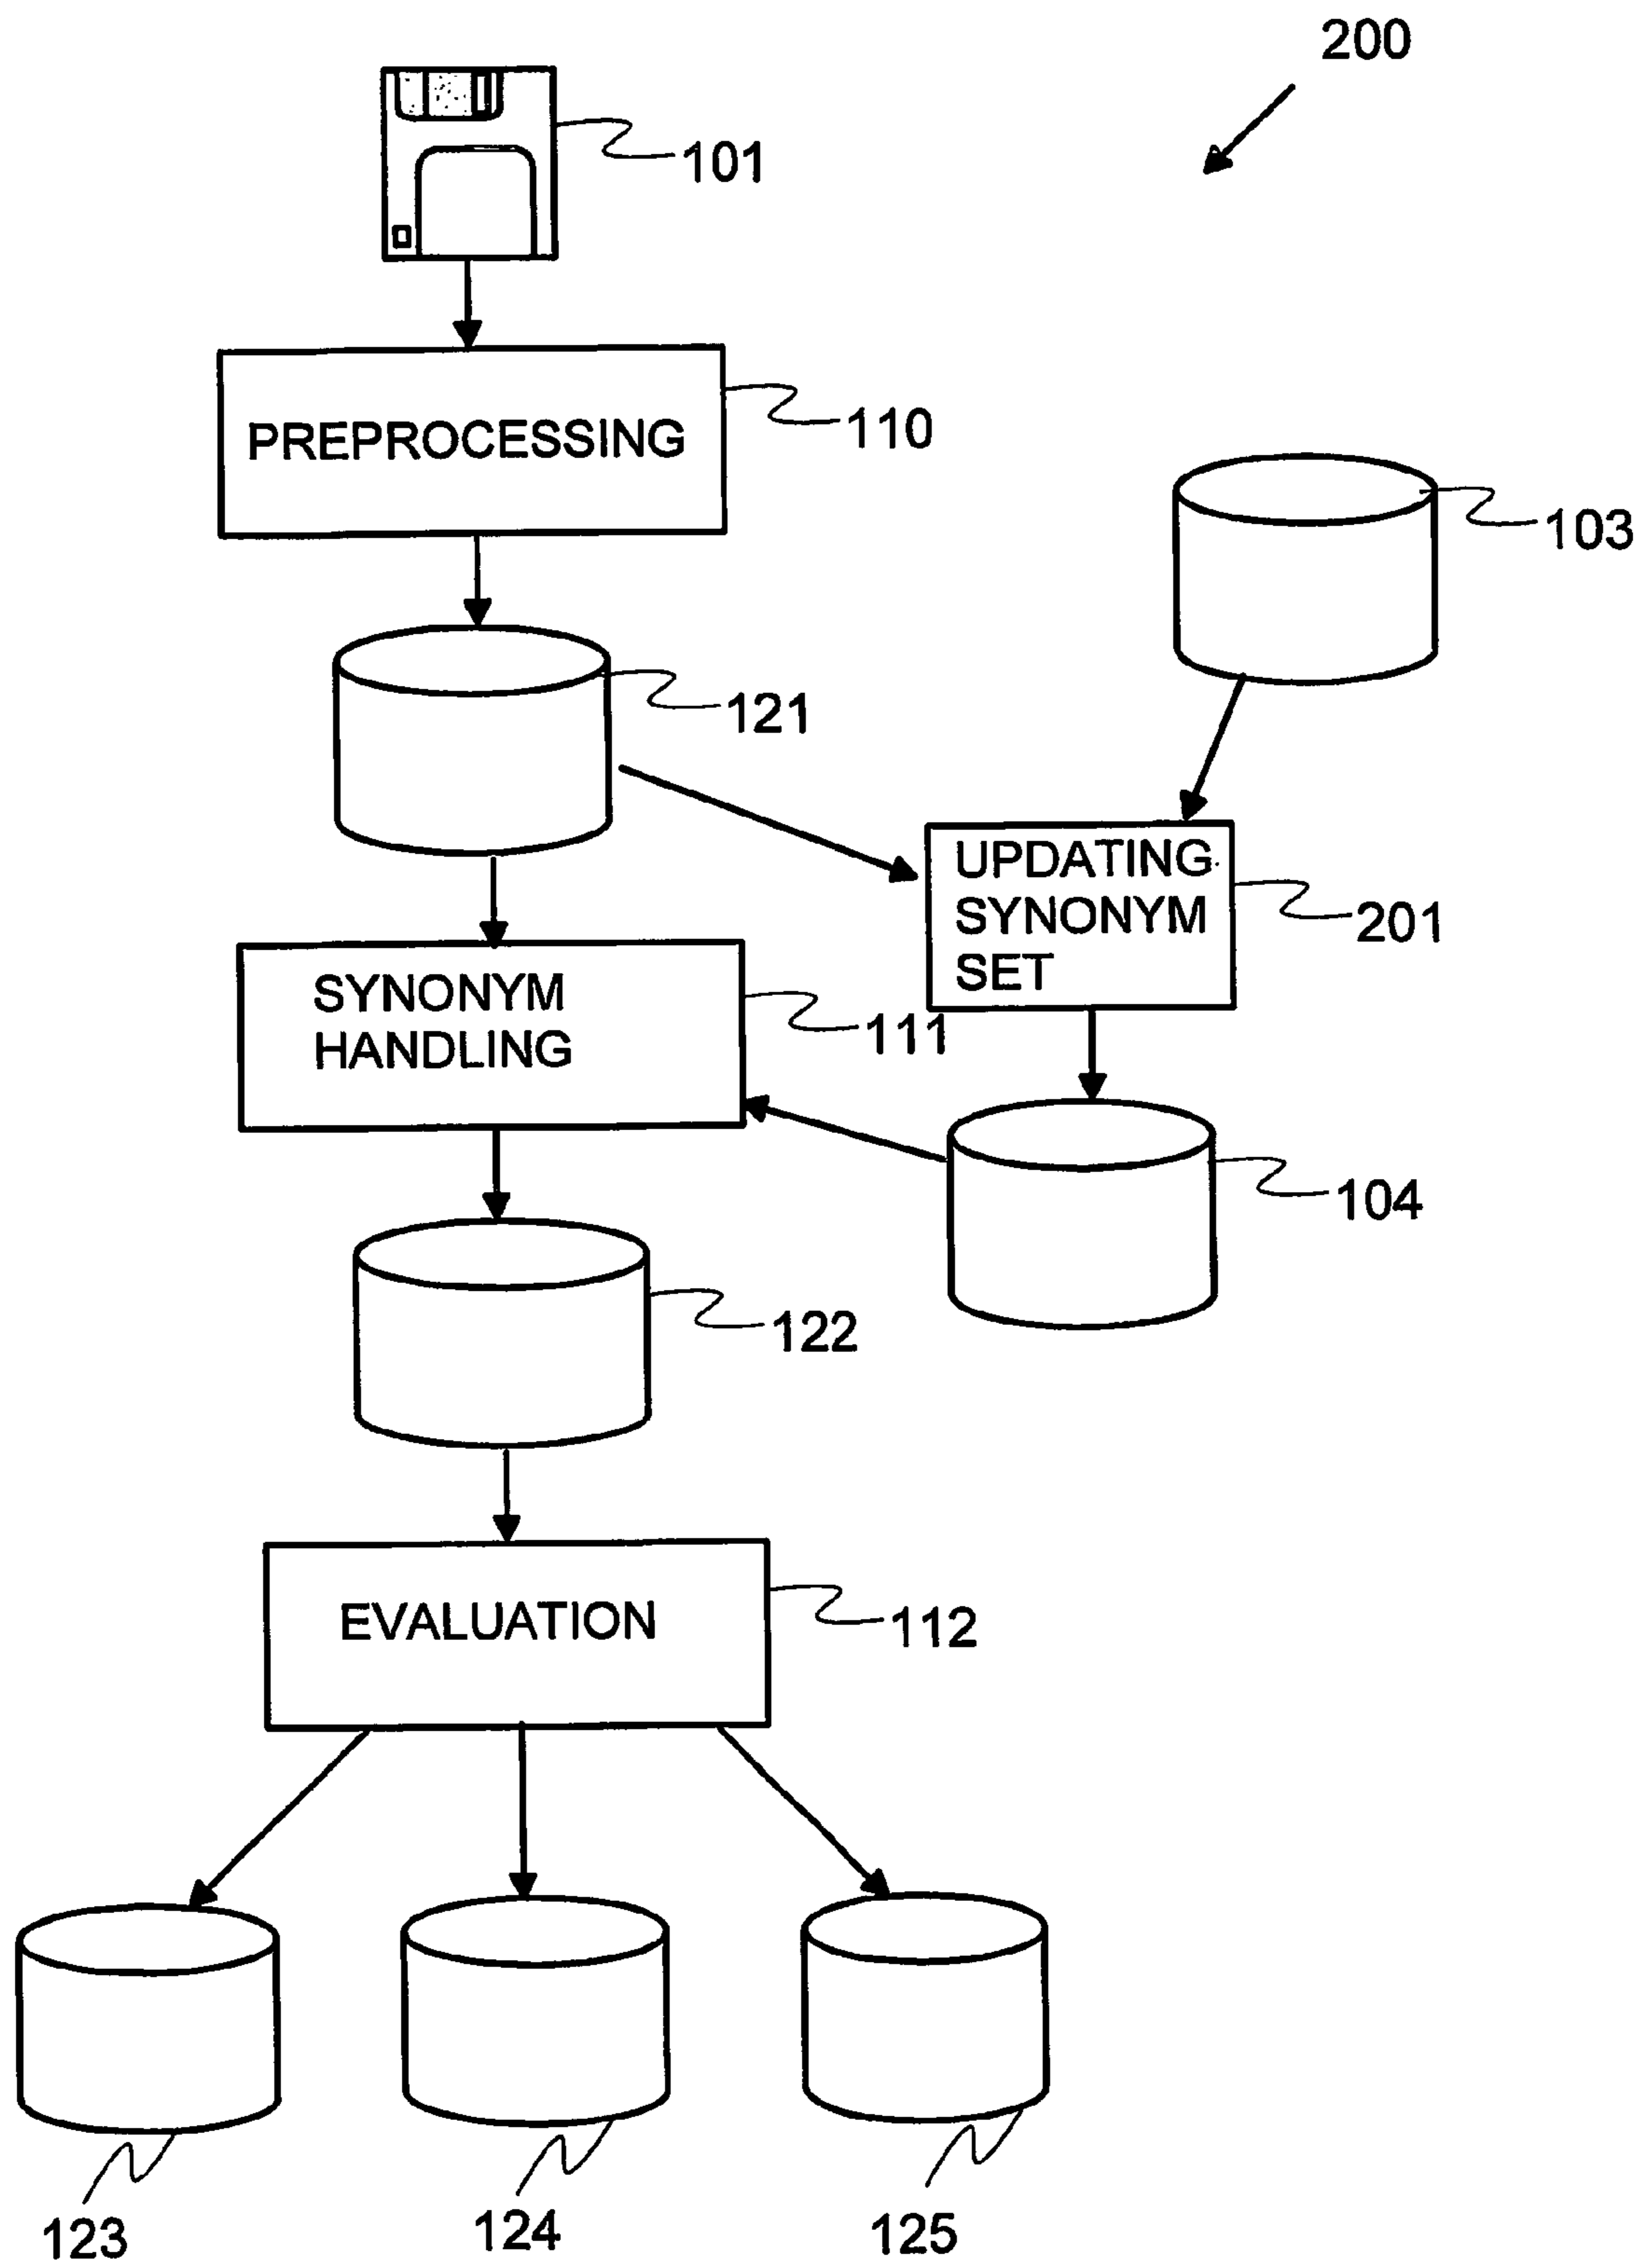 200
101
PREPROCESSING
110
103
121
UPDATING
SYNONYM
SET
201
SYNONYM
HANDLING
111
104
122
EVALUATION
112
123
124
125